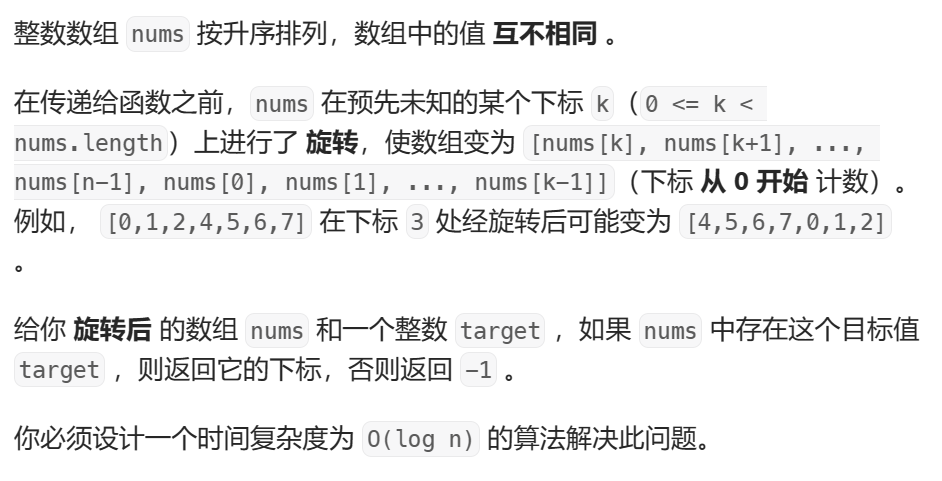 整数数组 nums 按升序排列，数组中的值 互不相同 。
在传递给函数之前，nums 在预先未知的某个下标 k（0 <= k <
nums.length）上进行了 旋转，使数组变为 [nums[k], nums[k+1], ...,
nums[n-1], nums[0], nums[1], ..., nums[k-1]]（下标 从 0 开始 计数）。
例如， [0,1,2,4,5,6,7] 在下标 3 处经旋转后可能变为 [4,5,6,7,0,1,2]
。
给你 旋转后 的数组 nums 和一个整数 target ，如果 nums 中存在这个目标值
target ，则返回它的下标，否则返回 -1 。
你必须设计一个时间复杂度为 O(log n) 的算法解决此问题。